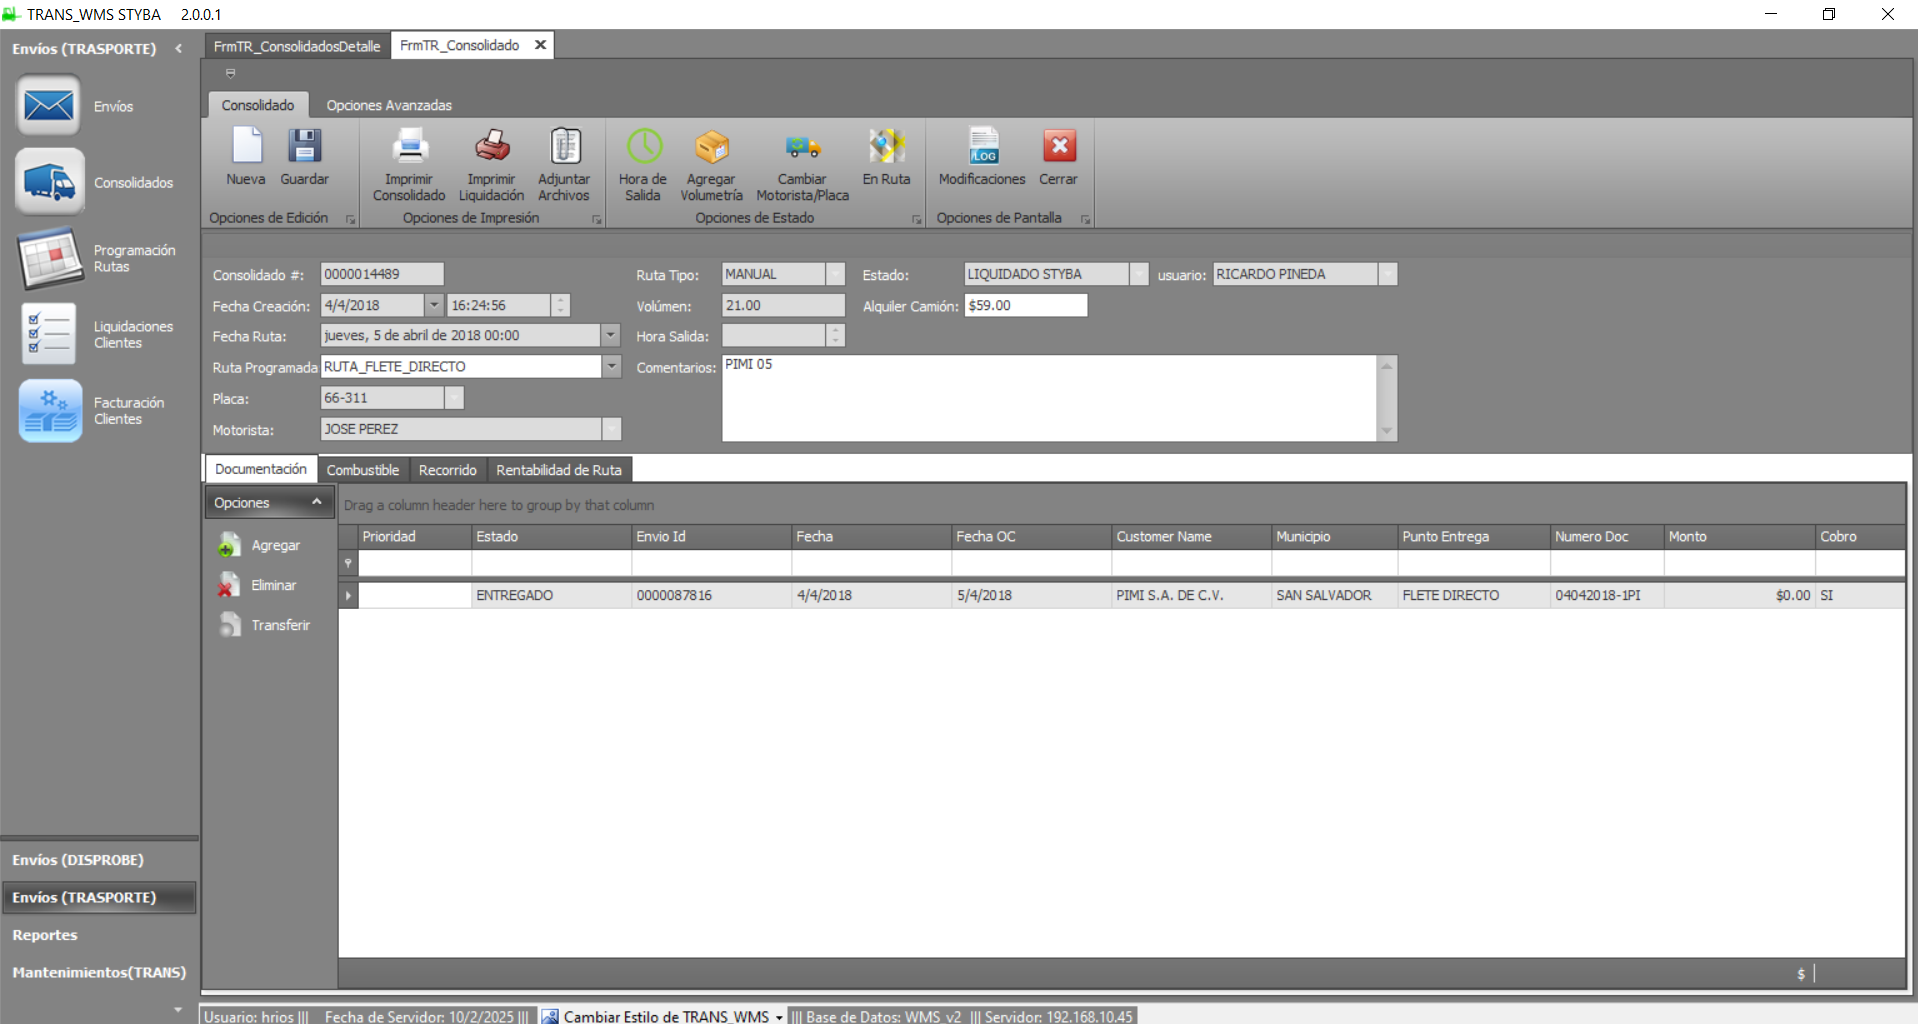 TRANS_WMS STYBA 2.0.0.1
Envíos (TRASPORTE)
FrmTR_ConsolidadosDetalle FrmTR_Consolidado
Envíos
Consolidados
Programación
Rutas
Liquidaciones
Clientes
Facturación
Clientes
Consolidado Opciones Avanzadas
Nueva Guardar
Opciones de Edición
Imprimir Consolidado
Imprimir Liquidación
Adjuntar Archivos
Opciones de Impresión
Hora de Salida
Agregar Volumetría
Cambiar Motorista/Placa
En Ruta
Opciones de Estado
LOG
Modificaciones Cerrar
Opciones de Pantalla
Consolidado #: 0000014489 Ruta Tipo: MANUAL Estado: LIQUIDADO STYBA usuario: RICARDO PINEDA
Fecha Creación: 4/4/2018 16:24:56 Volúmen: 21.00 Alquiler Camión: $59.00
Fecha Ruta: jueves, 5 de abril de 2018 00:00 Hora Salida:
Ruta Programada RUTA_FLETE_DIRECTO Comentarios: PIMI 05
Placa: 66-311
Motorista: JOSE PEREZ
Documentación Combustible Recorrido Rentabilidad de Ruta
Opciones
Agregar
Eliminar
Transferir
Drag a column header here to group by that column
Prioridad Estado Envio Id Fecha Fecha OC Customer Name Municipio Punto Entrega Numero Doc Monto Cobro
ENTREGADO 0000087816 4/4/2018 5/4/2018 PIMI S.A. DE C.V. SAN SALVADOR FLETE DIRECTO 04042018-1PI $0.00 SI
$
Envíos (DISPROBE)
Envíos (TRASPORTE)
Reportes
Mantenimientos(TRANS)
Usuario: hrios ||| Fecha de Servidor: 10/2/2025 ||| Cambiar Estilo de TRANS_WMS ||| Base de Datos: WMS_v2 ||| Servidor: 192.168.10.45